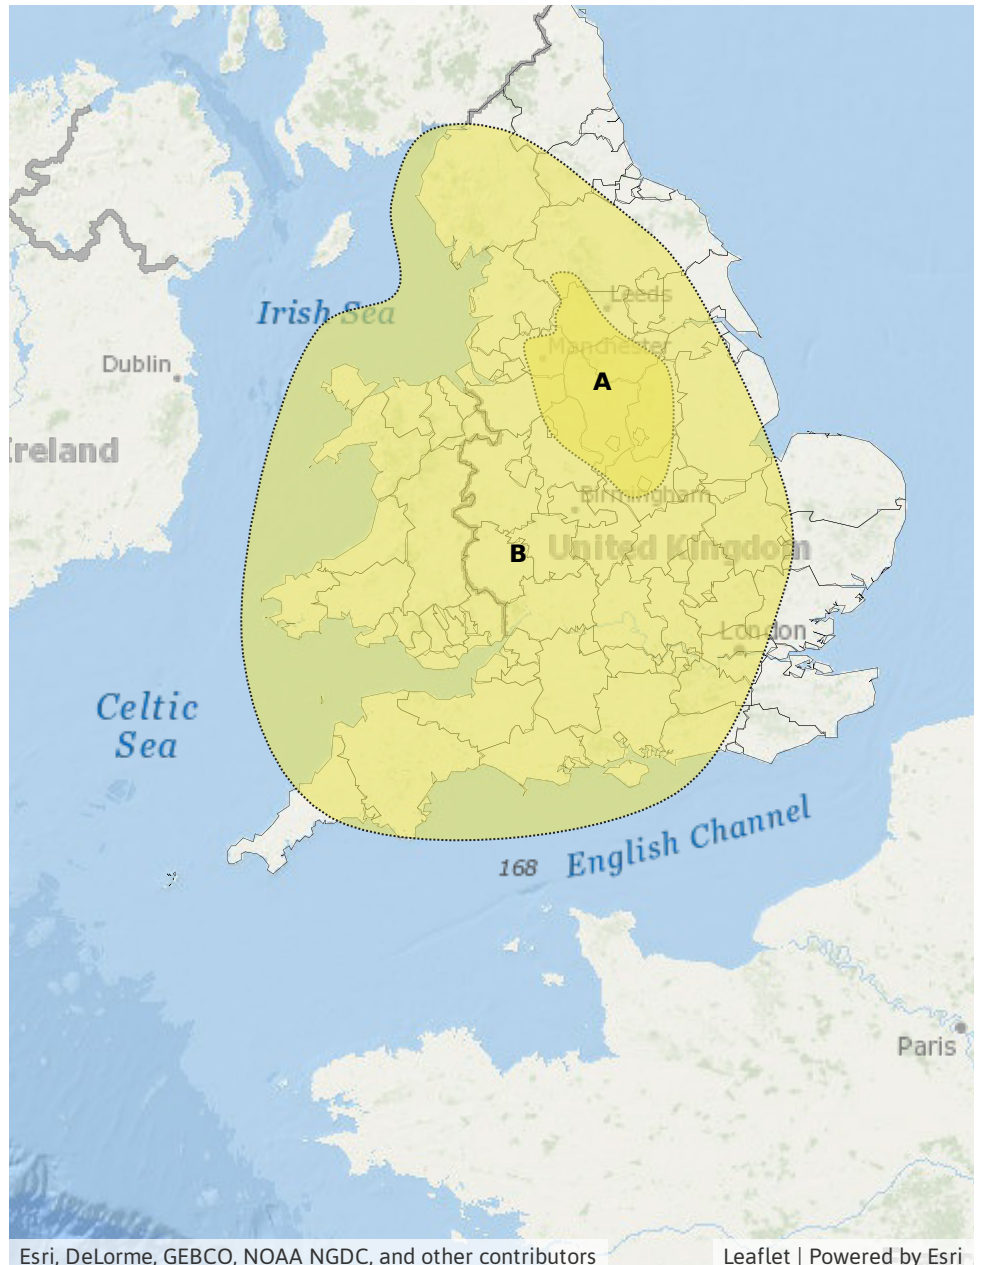 Leeds
Irish Sea
Manchester
Dublin
A
Ireland
Birmingham
B
United Kingdom
London
Celtic
Sea
English Channel
168
Paris
Esri, DeLorme, GEBCO, NOAA NGDC, and other contributors
Leaflet | Powered by Esri